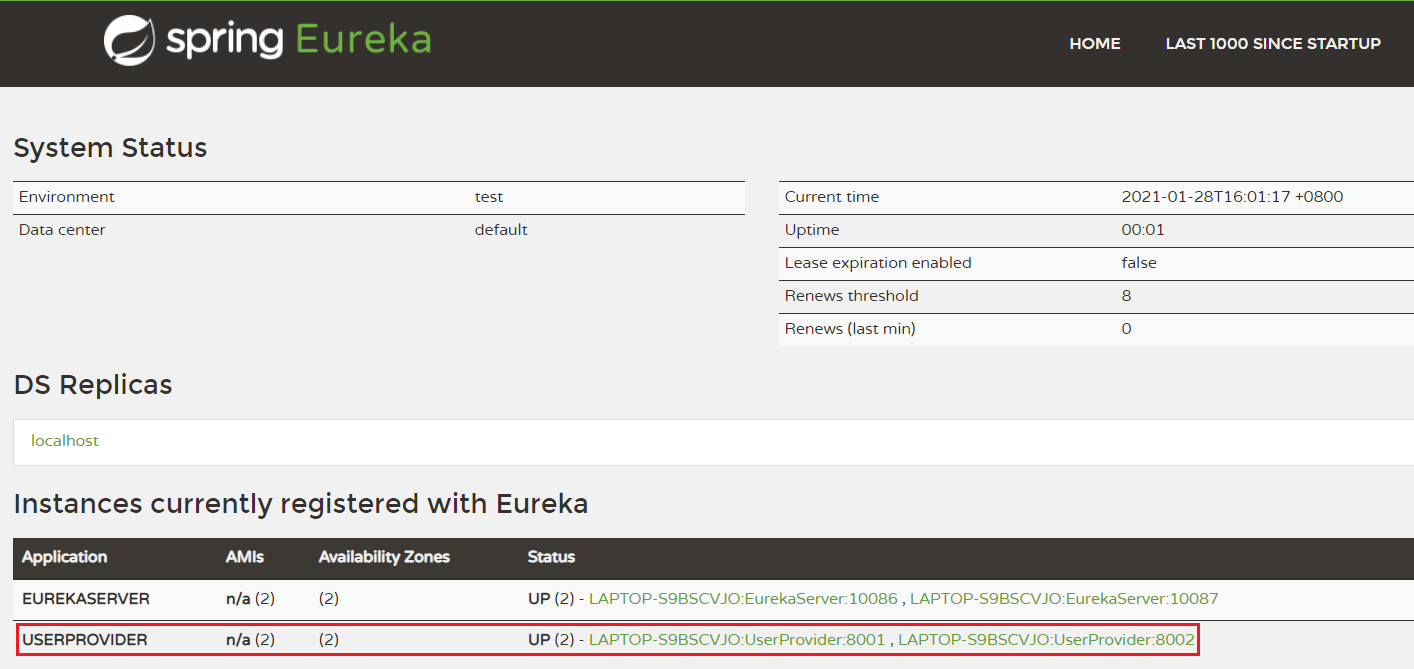 spring Eureka
HOME LAST 1000 SINCE STARTUP
System Status
Environment test
Data center default
Current time 2021-01-28T16:01:17 +0800
Uptime 00:01
Lease expiration enabled false
Renews threshold 8
Renews (last min) 0
DS Replicas
localhost
Instances currently registered with Eureka
Application AMIs Availability Zones Status
EUREKASERVER n/a (2) (2) UP (2) - LAPTOP-S9BSCVJO:EurekaServer:10086 , LAPTOP-S9BSCVJO:EurekaServer:10087
USERPROVIDER n/a (2) (2) UP (2) - LAPTOP-S9BSCVJO:UserProvider:8001 , LAPTOP-S9BSCVJO:UserProvider:8002